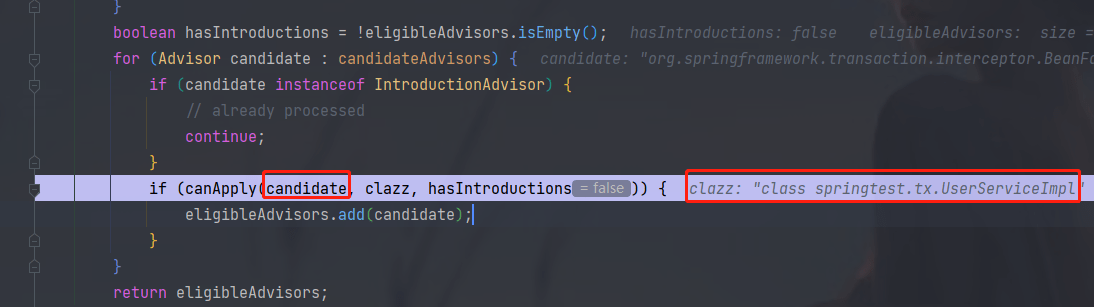 }
boolean hasIntroductions = !eligibleAdvisors.isEmpty(); hasIntroductions: false eligibleAdvisors: size =
for (Advisor candidate : candidateAdvisors) { candidate: "org.springframework.transaction.interceptor.BeanFa
if (candidate instanceof IntroductionAdvisor) {
// already processed
continue;
}
if (canApply(candidate, clazz, hasIntroductions = false )) { clazz: "class springtest.tx.UserServiceImpl"
eligibleAdvisors.add(candidate);
}
}
return eligibleAdvisors;